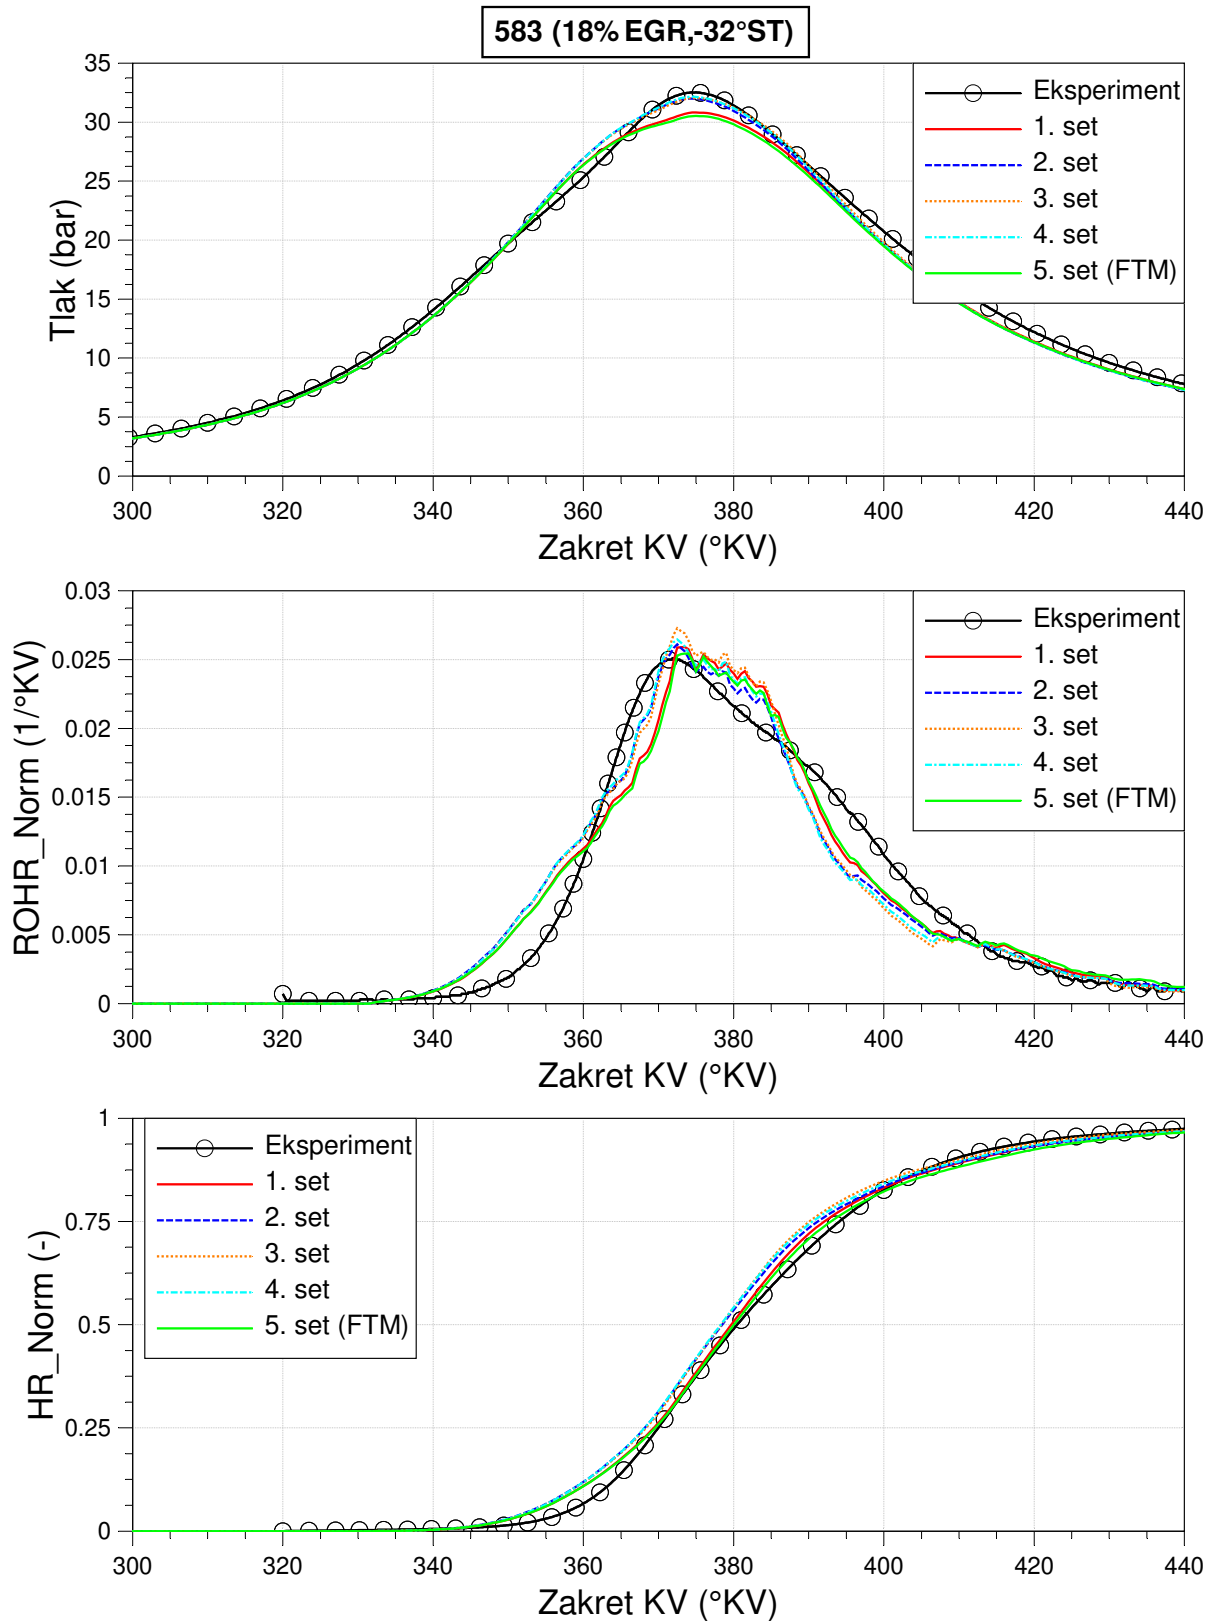 583 (18% EGR,-32°ST)
35
30
25
20
15
10
5
0
Tlak (bar)
Eksperiment
1. set
2. set
3. set
4. set
5. set (FTM)
300 320 340 360 380 400 420 440
Zakret KV (°KV)
0.03
0.025
0.02
0.015
0.01
0.005
0
ROHR_Norm (1/°KV)
Eksperiment
1. set
2. set
3. set
4. set
5. set (FTM)
300 320 340 360 380 400 420 440
Zakret KV (°KV)
1
0.75
0.5
0.25
0
HR_Norm (-)
Eksperiment
1. set
2. set
3. set
4. set
5. set (FTM)
300 320 340 360 380 400 420 440
Zakret KV (°KV)